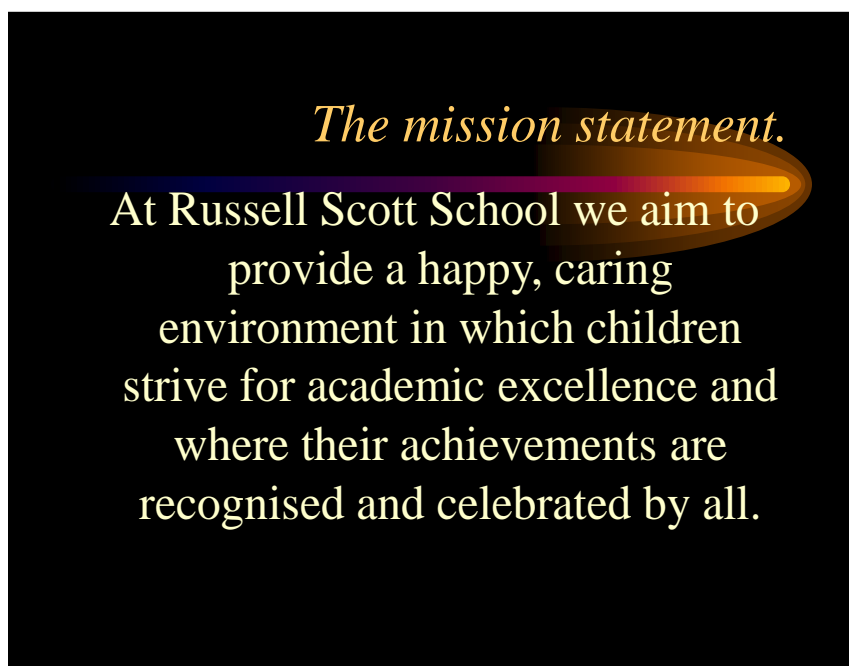 The mission statement.
At Russell Scott School we aim to
provide a happy, caring
environment in which children
strive for academic excellence and
where their achievements are
recognised and celebrated by all.